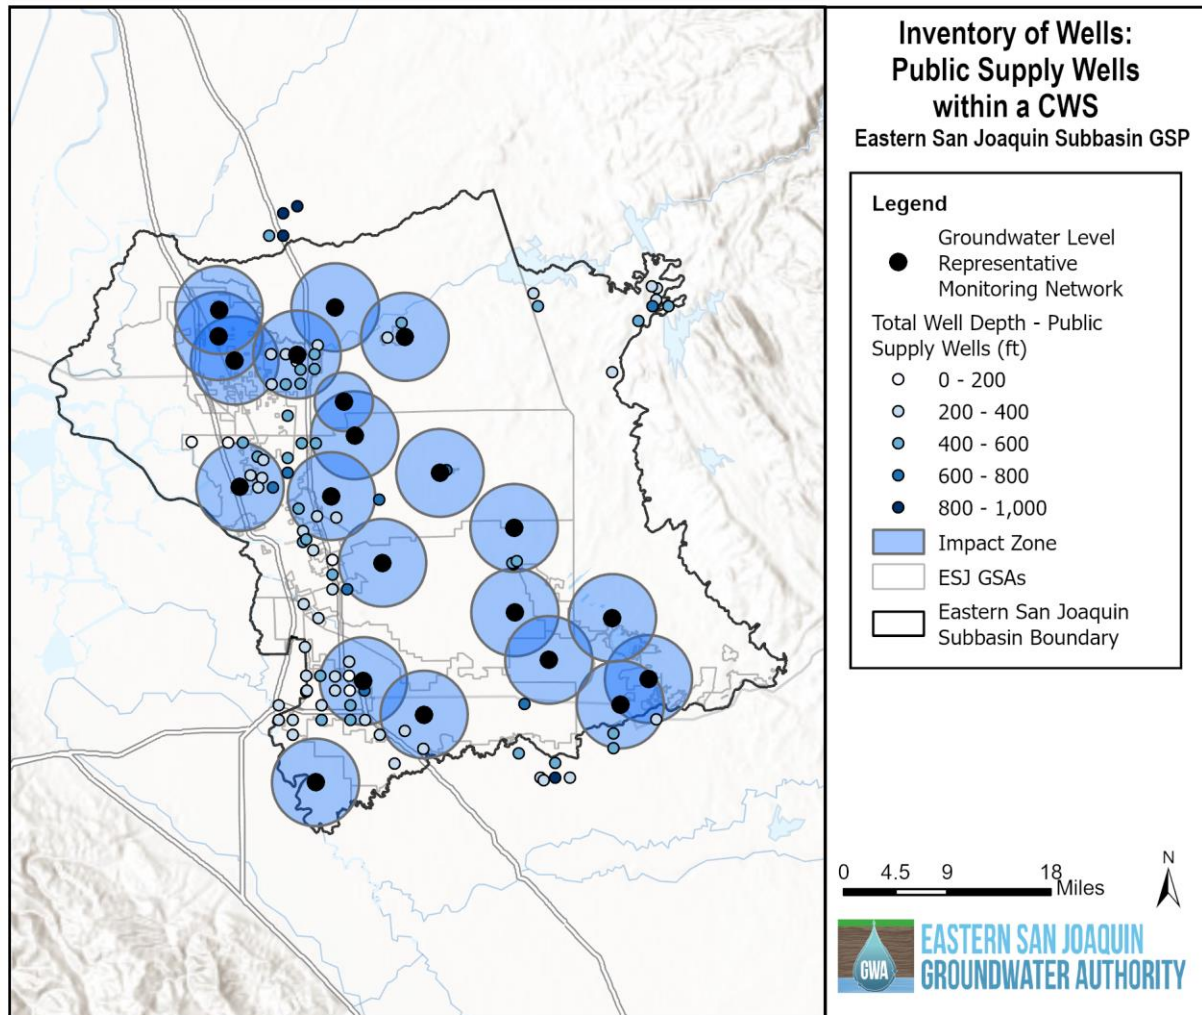 Inventory of Wells:
Public Supply Wells
within a CWS
Eastern San Joaquin Subbasin GSP
Legend
Groundwater Level
Representative
Monitoring Network
Total Well Depth - Public
Supply Wells (ft)
0 - 200
200 - 400
400 - 600
600 - 800
800 - 1,000
Impact Zone
ESJ GSAs
Eastern San Joaquin
Subbasin Boundary
0 4.5 9 18
Miles
N
GWA
EASTERN SAN JOAQUIN
GROUNDWATER AUTHORITY